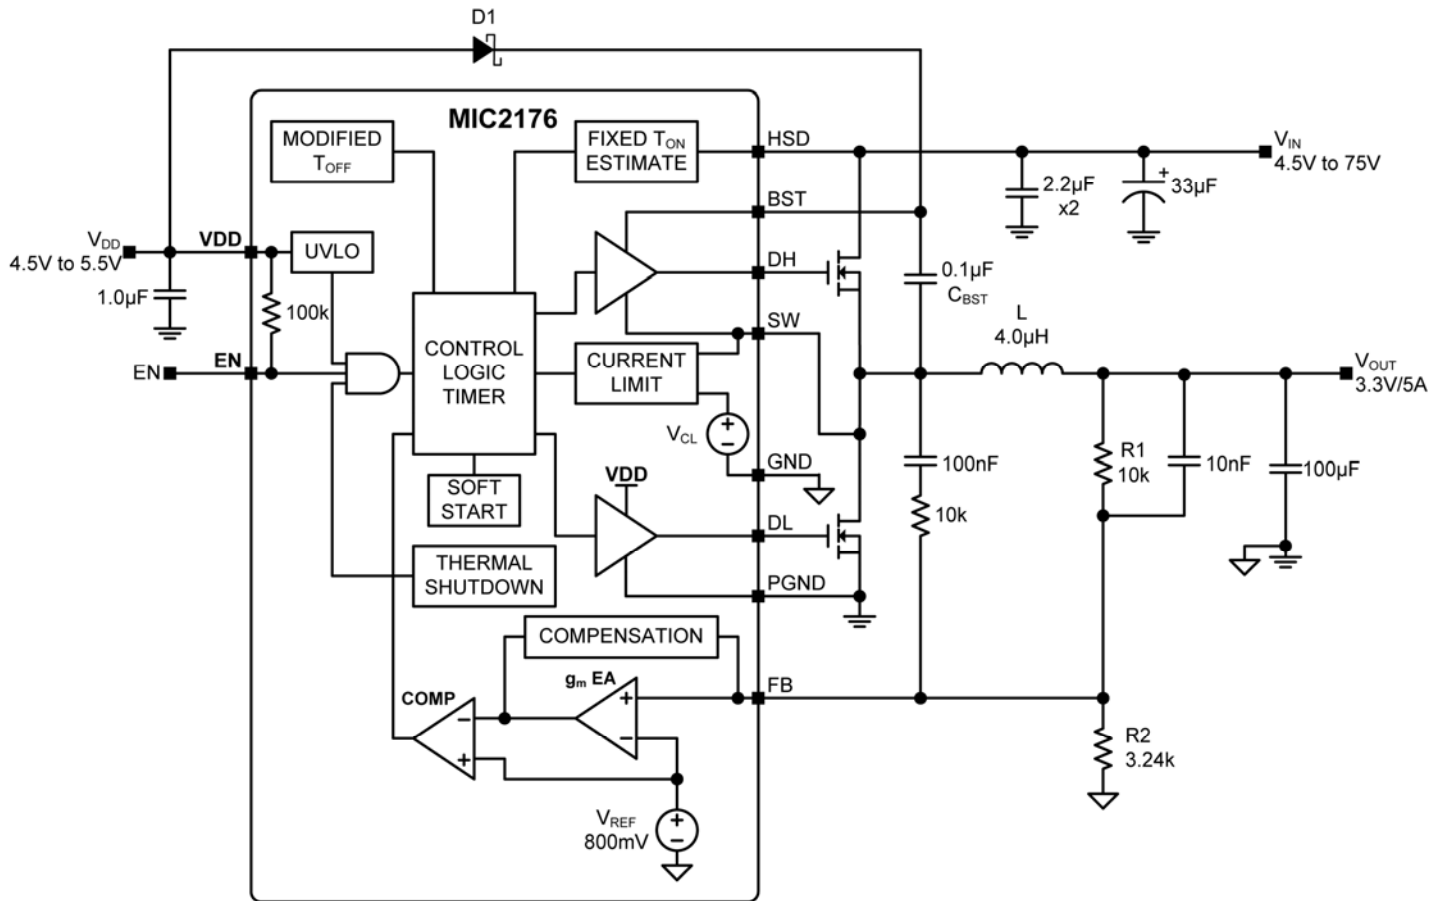 D1
MIC2176
MODIFIED
TOFF
FIXED TON
ESTIMATE
HSD
VIN
4.5V to 75V
2.2µF
x2
+
33µF
BST
VDD
4.5V to 5.5V
VDD
UVLO
1.0µF
100k
DH
0.1µF
CBST
SW
L
4.0µH
EN
EN
CONTROL
LOGIC
TIMER
CURRENT
LIMIT
VOUT
3.3V/5A
VCL
+
−
GND
100nF
R1
10k
10nF
100µF
SOFT
START
VDD
10k
DL
THERMAL
SHUTDOWN
PGND
COMPENSATION
gm EA
COMP
FB
+
−
−
+
R2
3.24k
VREF
800mV
+
−